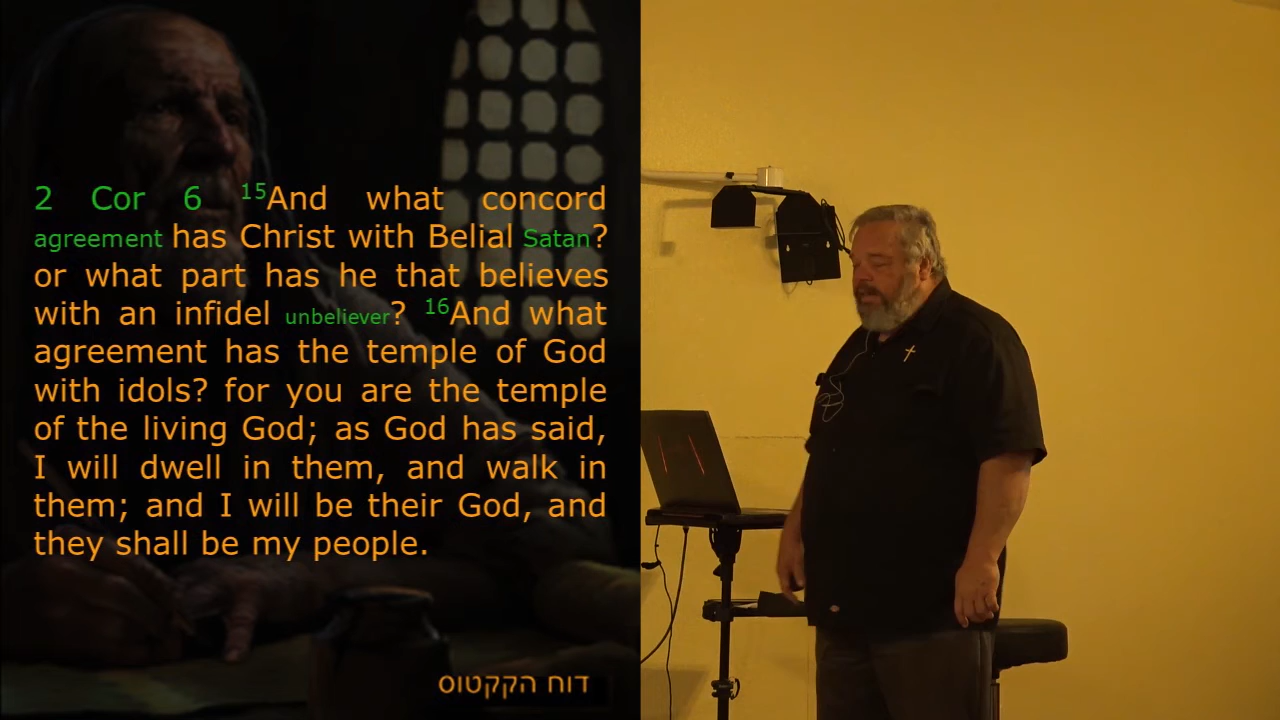 2 Cor 6 15And what concord
agreement has Christ with Belial Satan?
or what part has he that believes
with an infidel unbeliever? 16And what
agreement has the temple of God
with idols? for you are the temple
of the living God; as God has said,
I will dwell in them, and walk in
them; and I will be their God, and
they shall be my people.
דוח הקקטוס